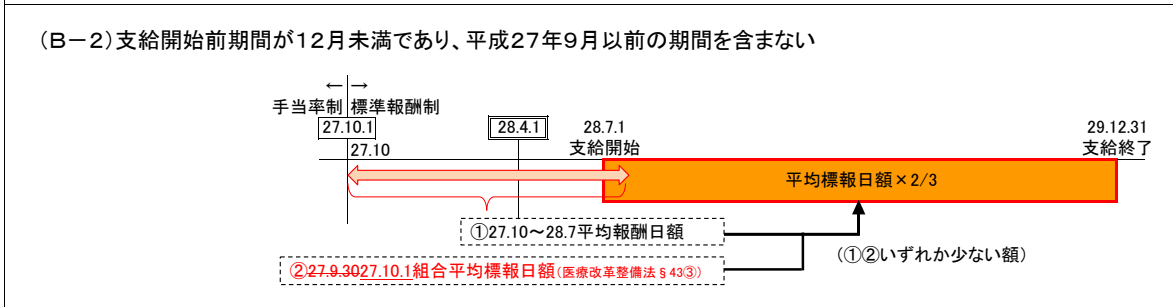 (B-2)支給開始前期間が12月未満であり、平成27年9月以前の期間を含まない
←→
手当率制 標準報酬制
27.10.1
27.10
28.4.1
28.7.1
支給開始
29.12.31
支給終了
平均標報日額×2/3
①27.10~28.7平均報酬日額
(①②いずれか少ない額)
②27.9.3027.10.1組合平均標報日額(医療改革整備法§43③)